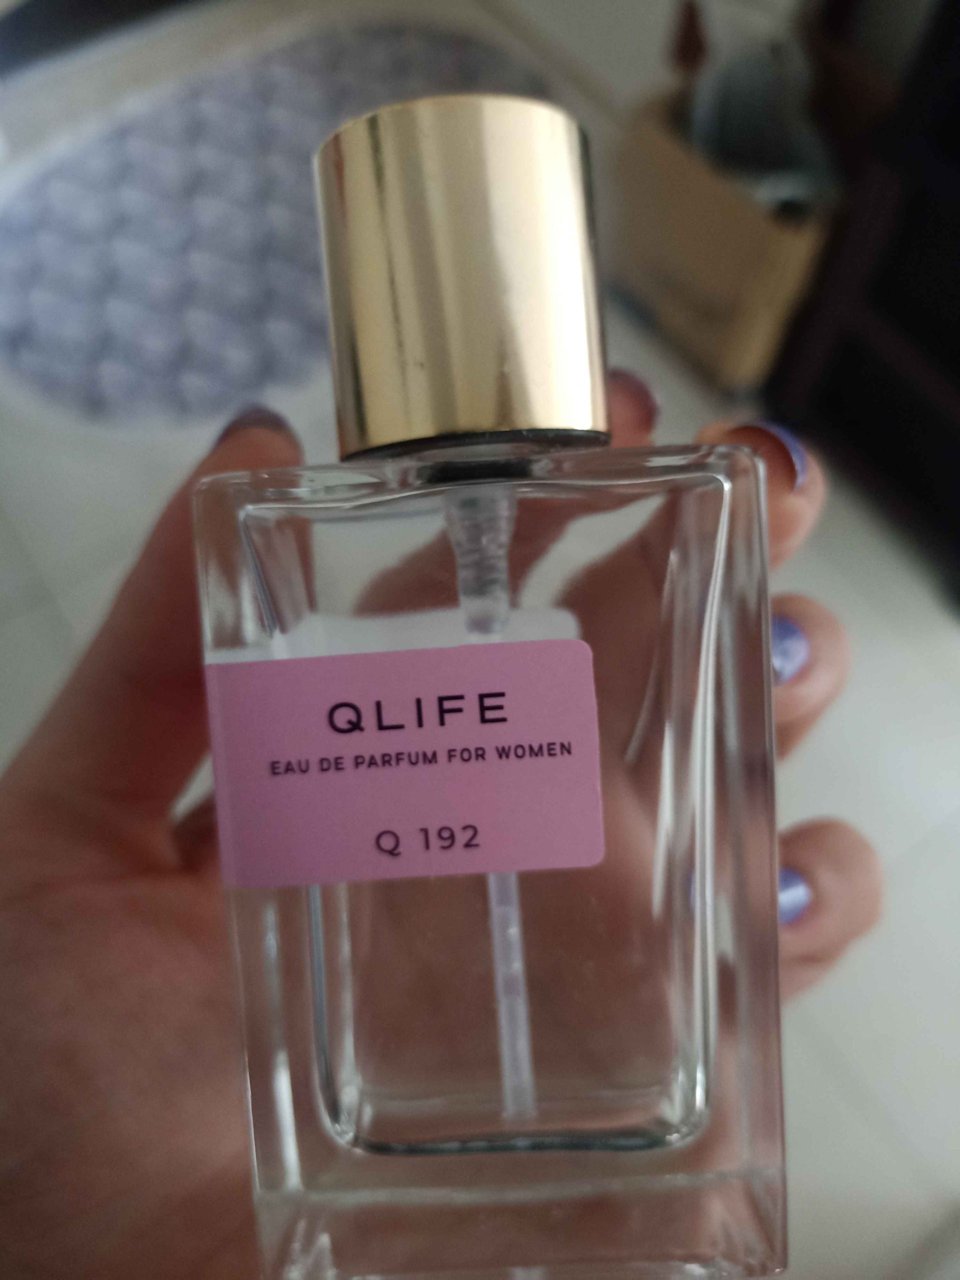 QLIFE
EAU DE PARFUM FOR WOMEN
Q 192